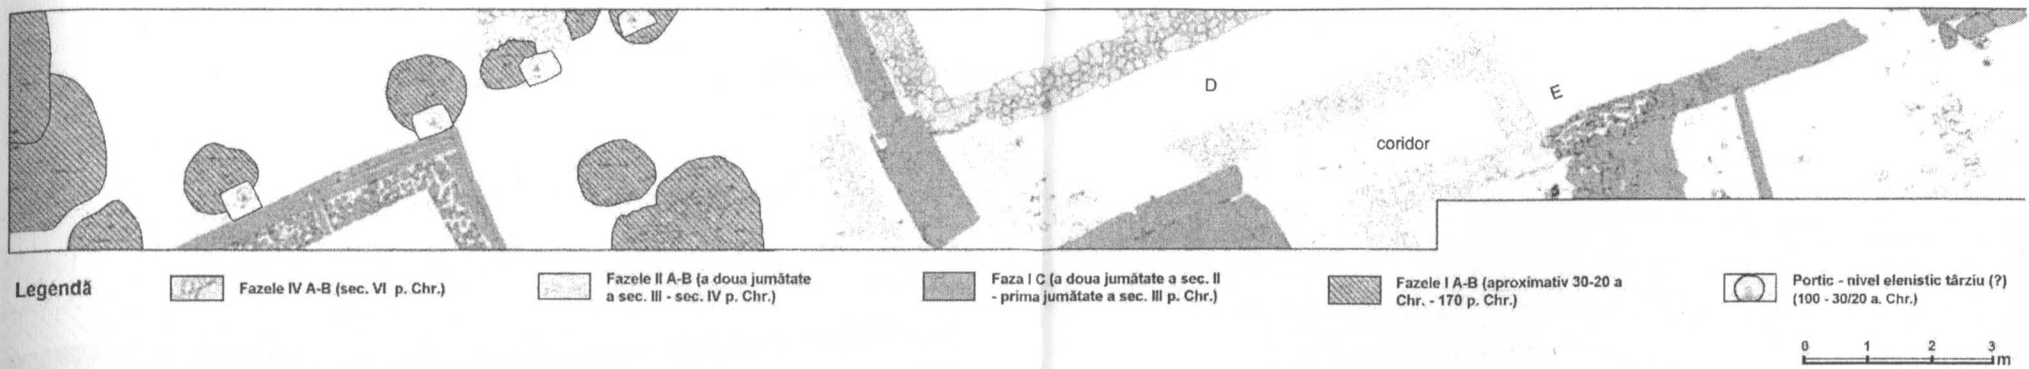 D
E
coridor
Legendă
Fazele IV A-B (sec. VI p. Chr.)
Fazele II A-B (a doua jumătate
a sec. III - sec. IV p. Chr.)
Faza I C (a doua jumătate a sec. II
- prima jumătate a sec. III p. Chr.)
Fazele I A-B (aproximativ 30-20 a
Chr. - 170 p. Chr.)
Portic - nivel elenistic târziu (?)
(100 - 30/20 a. Chr.)
0 1 2 3
m